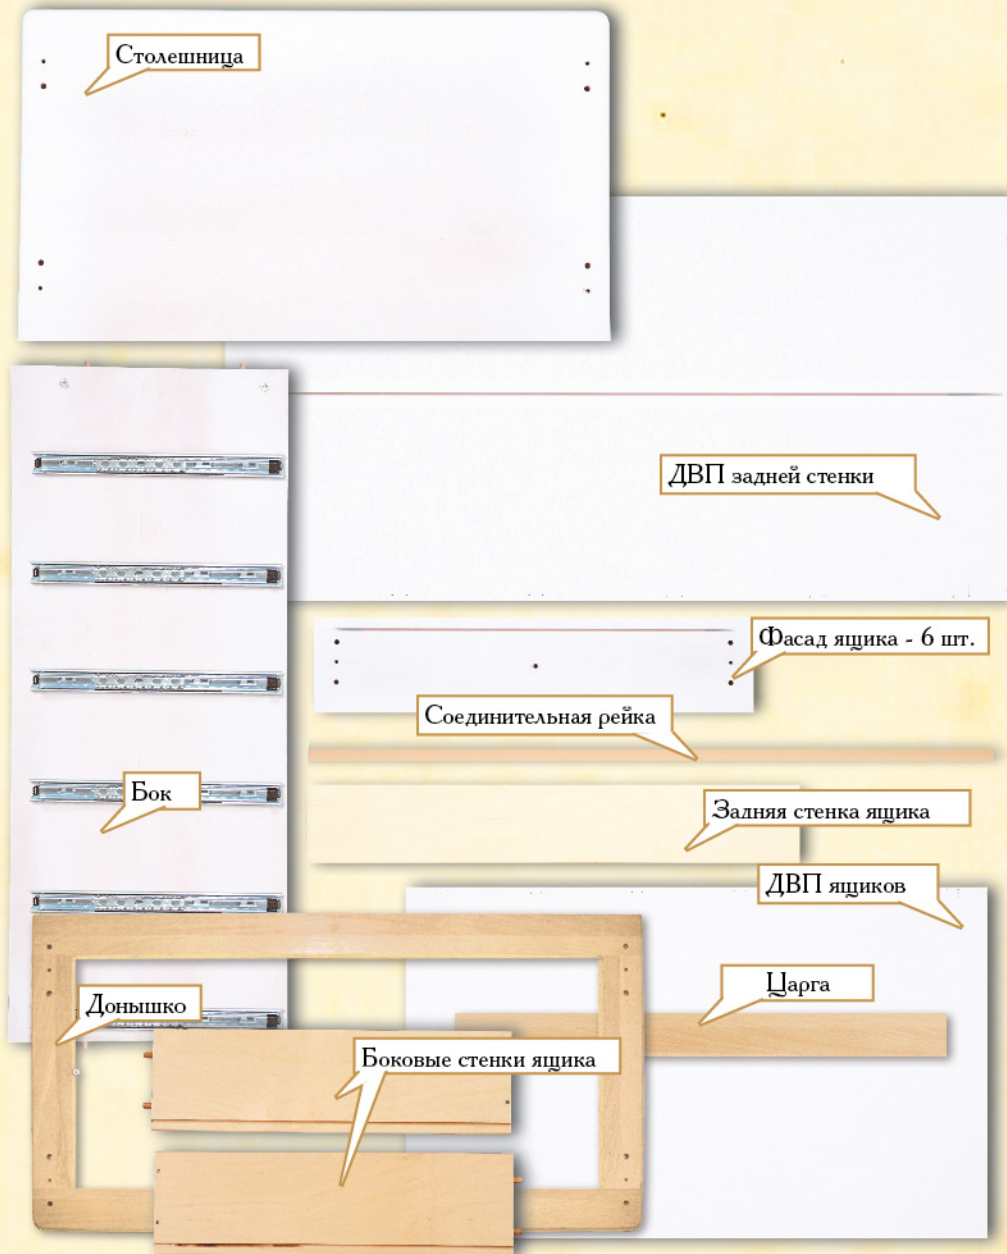 Столешница
ДВП задней стенки
Фасад ящика - 6 шт.
Соединительная рейка
Бок
Задняя стенка ящика
ДВП ящиков
Царга
Донышко
Боковые стенки ящика